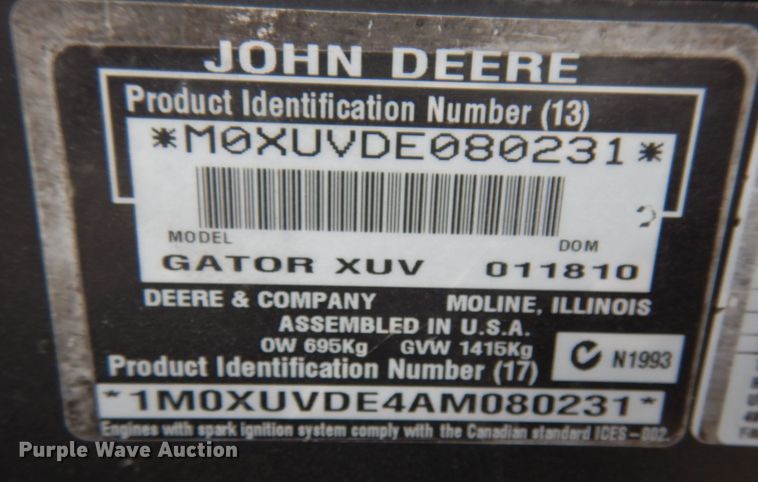 JOHN DEERE
Product Identification Number (13)
*M0XUVDE080231*
MODEL DOM
GATOR XUV 011810
DEERE & COMPANY MOLINE, ILLINOIS
ASSEMBLED IN U.S.A.
OW 695Kg GVW 1415Kg
N1993
Product Identification Number (17)
*1M0XUVDE4AM080231*
Engines with spark ignition system comply with the Canadian standard ICES-002.
Purple Wave Auction